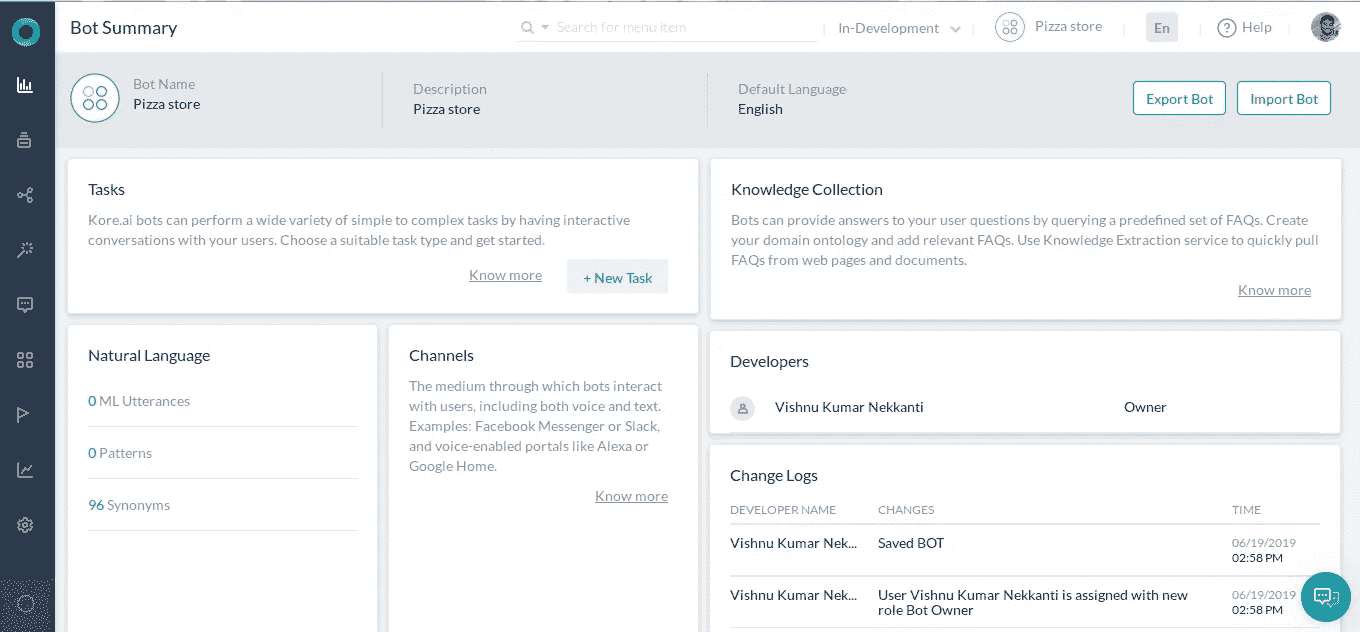 Bot Summary
Search for menu item
In-Development
Pizza store
En
Help
Bot Name
Pizza store
Description
Pizza store
Default Language
English
Export Bot
Import Bot
Tasks
Kore.ai bots can perform a wide variety of simple to complex tasks by having interactive
conversations with your users. Choose a suitable task type and get started.
Know more
+ New Task
Knowledge Collection
Bots can provide answers to your user questions by querying a predefined set of FAQs. Create
your domain ontology and add relevant FAQs. Use Knowledge Extraction service to quickly pull
FAQs from web pages and documents.
Know more
Natural Language
0 ML Utterances
0 Patterns
96 Synonyms
Channels
The medium through which bots interact
with users, including both voice and text.
Examples: Facebook Messenger or Slack,
and voice-enabled portals like Alexa or
Google Home.
Know more
Developers
Vishnu Kumar Nekkanti Owner
Change Logs
DEVELOPER NAME CHANGES TIME
Vishnu Kumar Nek... Saved BOT 06/19/2019
02:58 PM
Vishnu Kumar Nek... User Vishnu Kumar Nekkanti is assigned with new 06/19/2019
role Bot Owner 02:58 PM